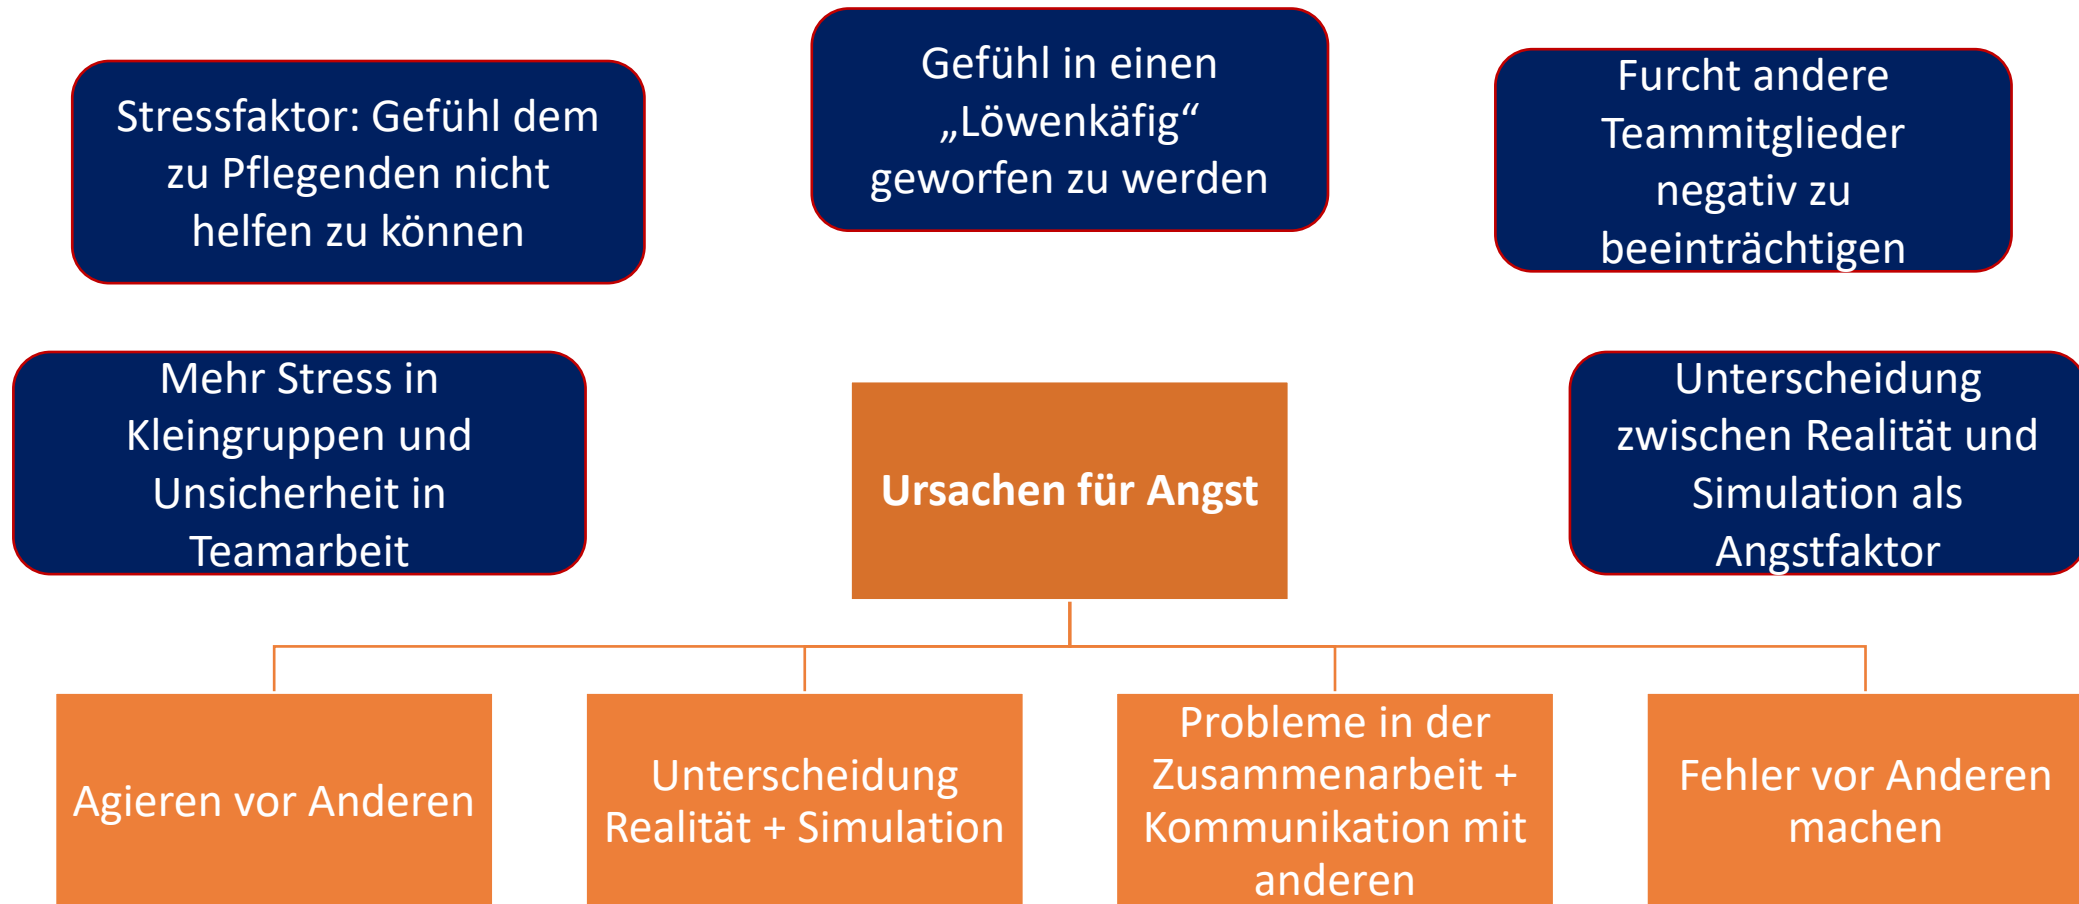 Stressfaktor: Gefühl dem
zu Pflegenden nicht
helfen zu können
Gefühl in einen
„Löwenkäfig“
geworfen zu werden
Furcht andere
Teammitglieder
negativ zu
beeinträchtigen
Mehr Stress in
Kleingruppen und
Unsicherheit in
Teamarbeit
Ursachen für Angst
Unterscheidung
zwischen Realität und
Simulation als
Angstfaktor
Agieren vor Anderen
Unterscheidung
Realität + Simulation
Probleme in der
Zusammenarbeit +
Kommunikation mit
anderen
Fehler vor Anderen
machen